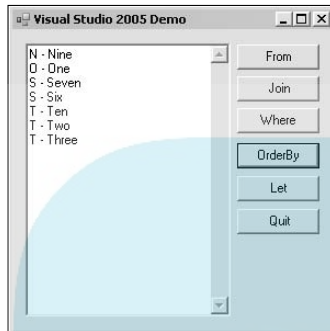 Visual Studio 2005 Demo
N - Nine
O - One
S - Seven
S - Six
T - Ten
T - Two
T - Three
From
Join
Where
OrderBy
Let
Quit